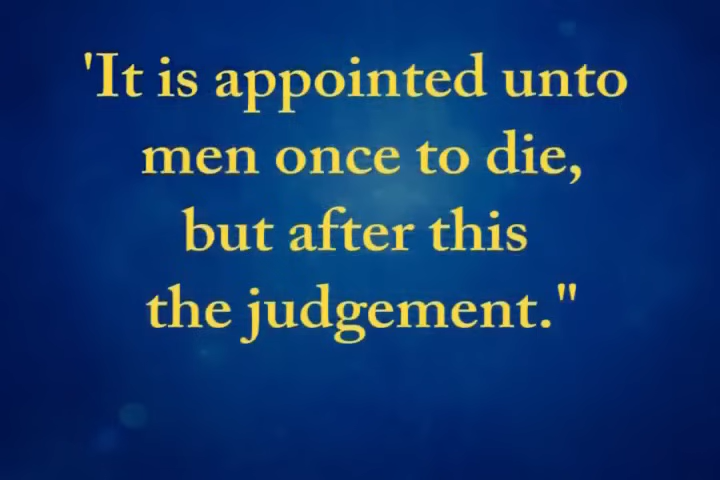 'It is appointed unto
men once to die,
but after this
the judgement."